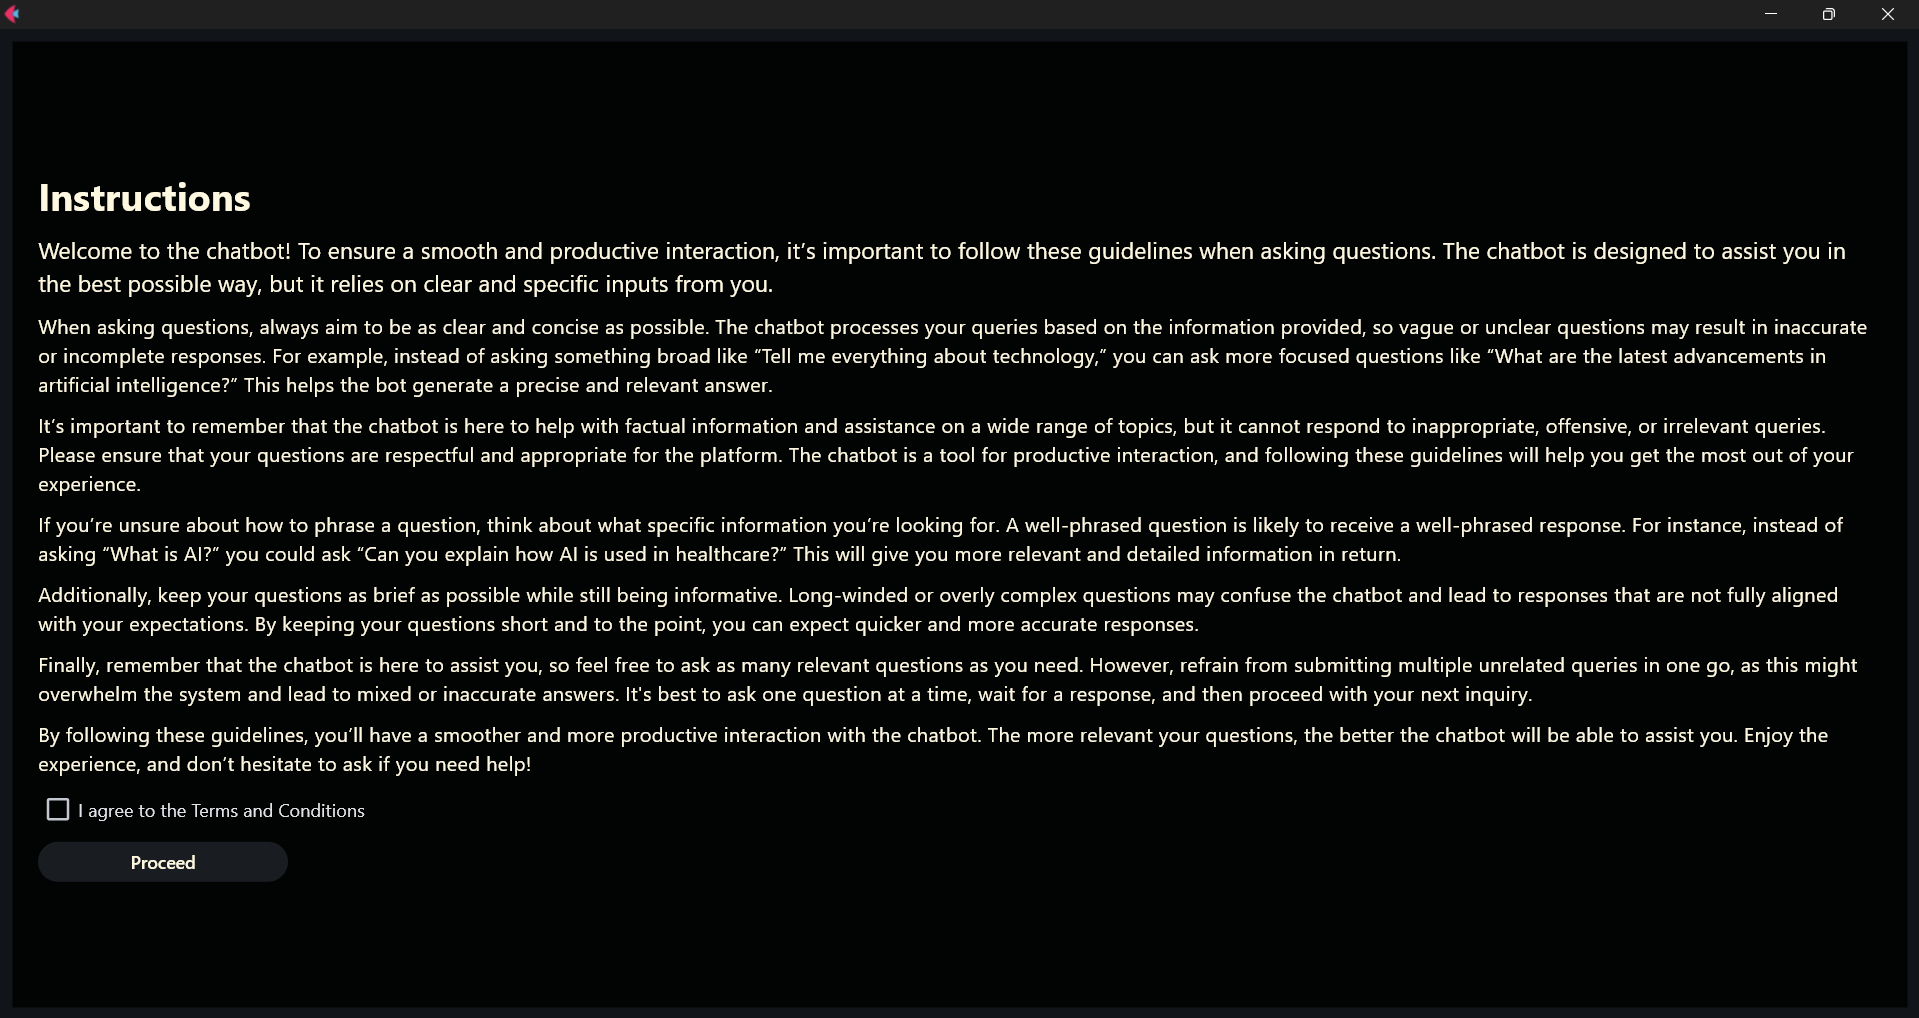 Instructions
Welcome to the chatbot! To ensure a smooth and productive interaction, it’s important to follow these guidelines when asking questions. The chatbot is designed to assist you in
the best possible way, but it relies on clear and specific inputs from you.
When asking questions, always aim to be as clear and concise as possible. The chatbot processes your queries based on the information provided, so vague or unclear questions may result in inaccurate
or incomplete responses. For example, instead of asking something broad like “Tell me everything about technology,” you can ask more focused questions like “What are the latest advancements in
artificial intelligence?” This helps the bot generate a precise and relevant answer.
It’s important to remember that the chatbot is here to help with factual information and assistance on a wide range of topics, but it cannot respond to inappropriate, offensive, or irrelevant queries.
Please ensure that your questions are respectful and appropriate for the platform. The chatbot is a tool for productive interaction, and following these guidelines will help you get the most out of your
experience.
If you’re unsure about how to phrase a question, think about what specific information you’re looking for. A well-phrased question is likely to receive a well-phrased response. For instance, instead of
asking “What is AI?” you could ask “Can you explain how AI is used in healthcare?” This will give you more relevant and detailed information in return.
Additionally, keep your questions as brief as possible while still being informative. Long-winded or overly complex questions may confuse the chatbot and lead to responses that are not fully aligned
with your expectations. By keeping your questions short and to the point, you can expect quicker and more accurate responses.
Finally, remember that the chatbot is here to assist you, so feel free to ask as many relevant questions as you need. However, refrain from submitting multiple unrelated queries in one go, as this might
overwhelm the system and lead to mixed or inaccurate answers. It's best to ask one question at a time, wait for a response, and then proceed with your next inquiry.
By following these guidelines, you’ll have a smoother and more productive interaction with the chatbot. The more relevant your questions, the better the chatbot will be able to assist you. Enjoy the
experience, and don’t hesitate to ask if you need help!
I agree to the Terms and Conditions
Proceed